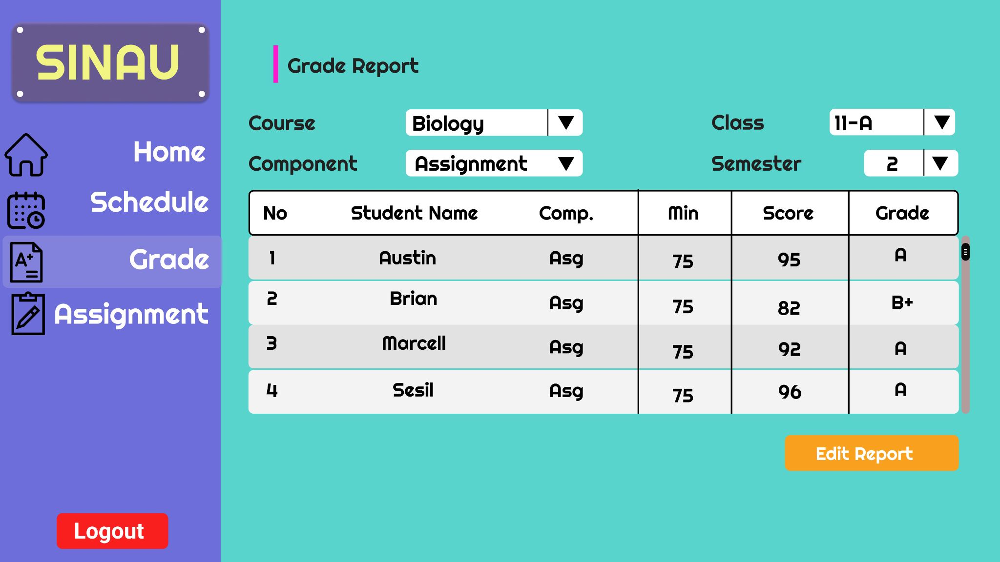 SINAU
Home
Schedule
A+
Grade
Assignment
Logout
Grade Report
Course Biology Class 11-A
Component Assignment Semester 2
No Student Name Comp. Min Score Grade
1 Austin Asg 75 95 A
2 Brian Asg 75 82 B+
3 Marcell Asg 75 92 A
4 Sesil Asg 75 96 A
Edit Report